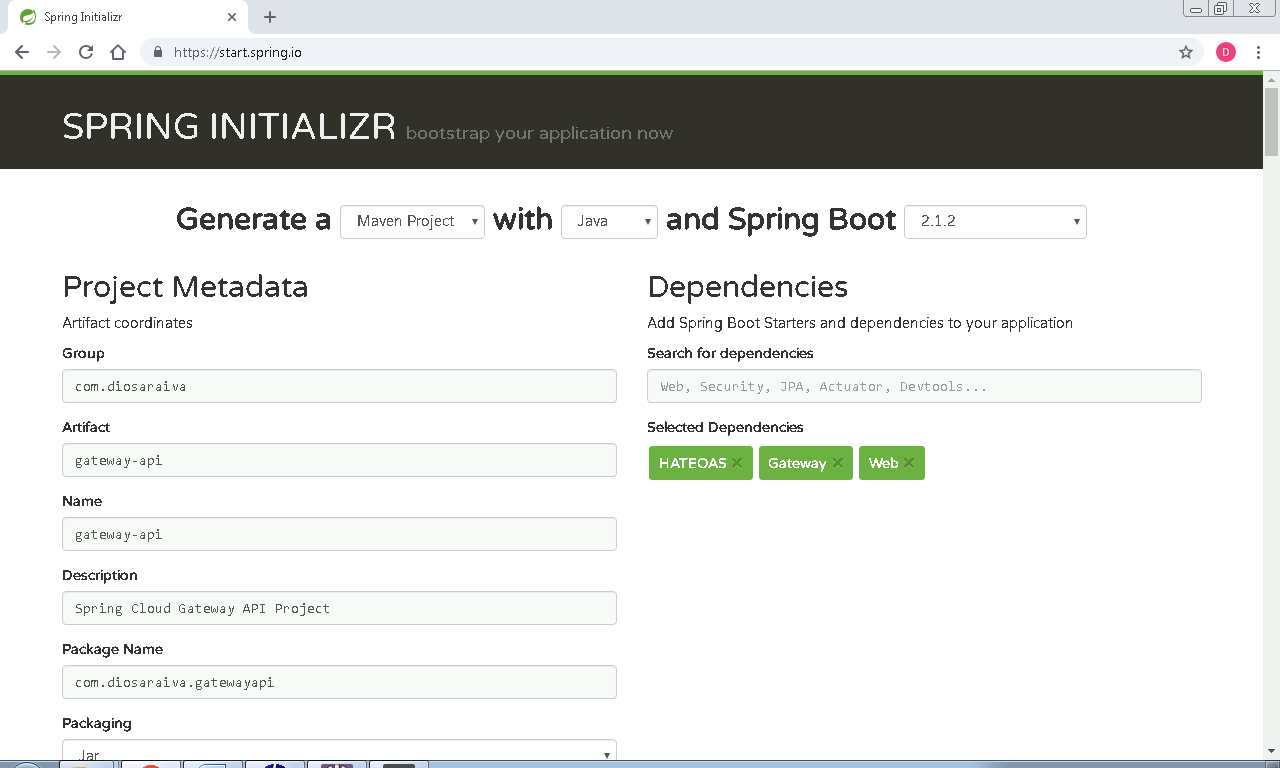 Spring Initializr
D
https://start.spring.io
SPRING INITIALIZR bootstrap your application now
Generate a Maven Project with Java and Spring Boot 2.1.2
Project Metadata
Artifact coordinates
Group
com.diosaraiva
Artifact
gateway-api
Name
gateway-api
Description
Spring Cloud Gateway API Project
Package Name
com.diosaraiva.gatewayapi
Packaging
Jar
Dependencies
Add Spring Boot Starters and dependencies to your application
Search for dependencies
Web, Security, JPA, Actuator, Devtools...
Selected Dependencies
HATEOAS Gateway Web